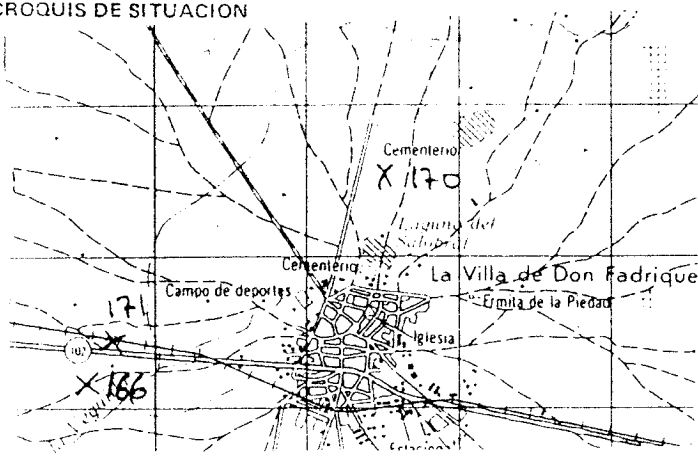 CROQUIS DE SITUACION
Cementerio
X 170
Laguna del
Salobral
Cementerio
La Villa de Don Fadrique
Campo de deportes
Ermita de la Piedad
171
X
Iglesia
X 166